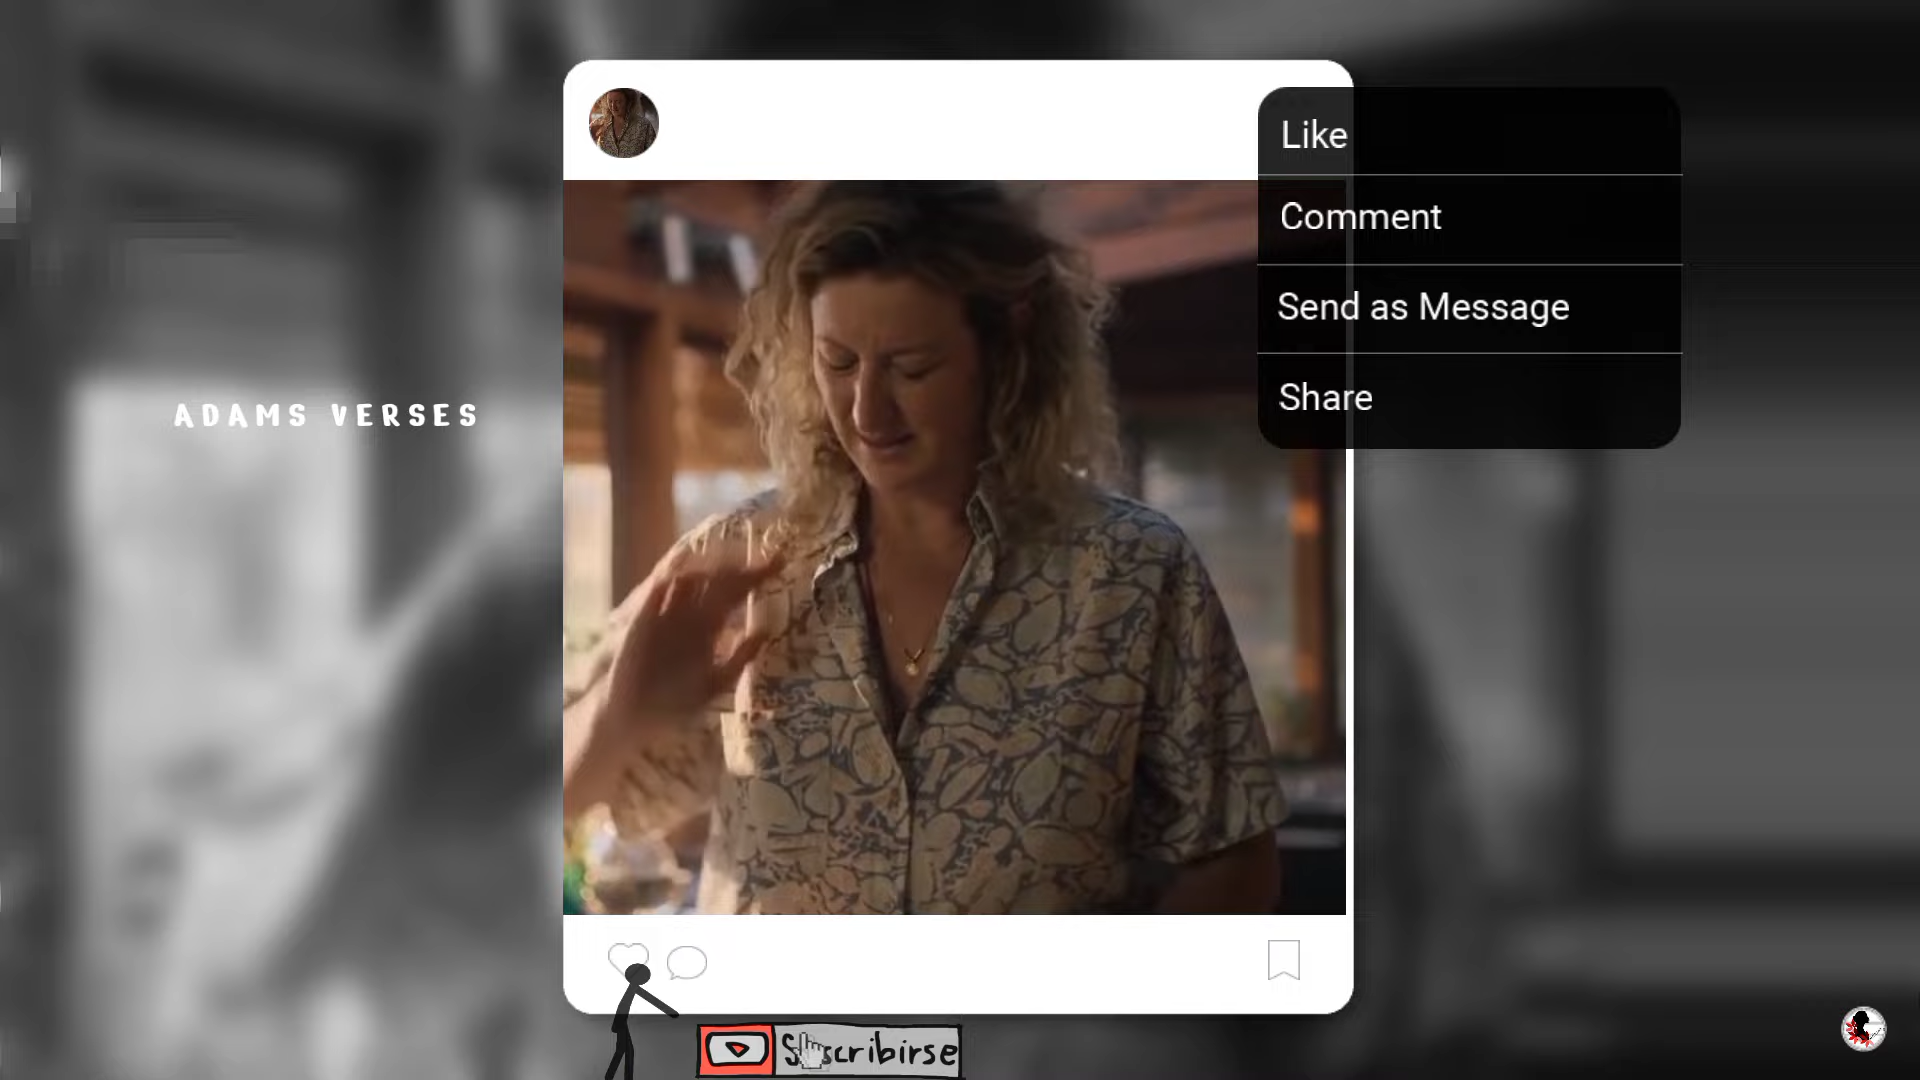 Like
Comment
Send as Message
Share
ADAMS VERSES
Suscribirse